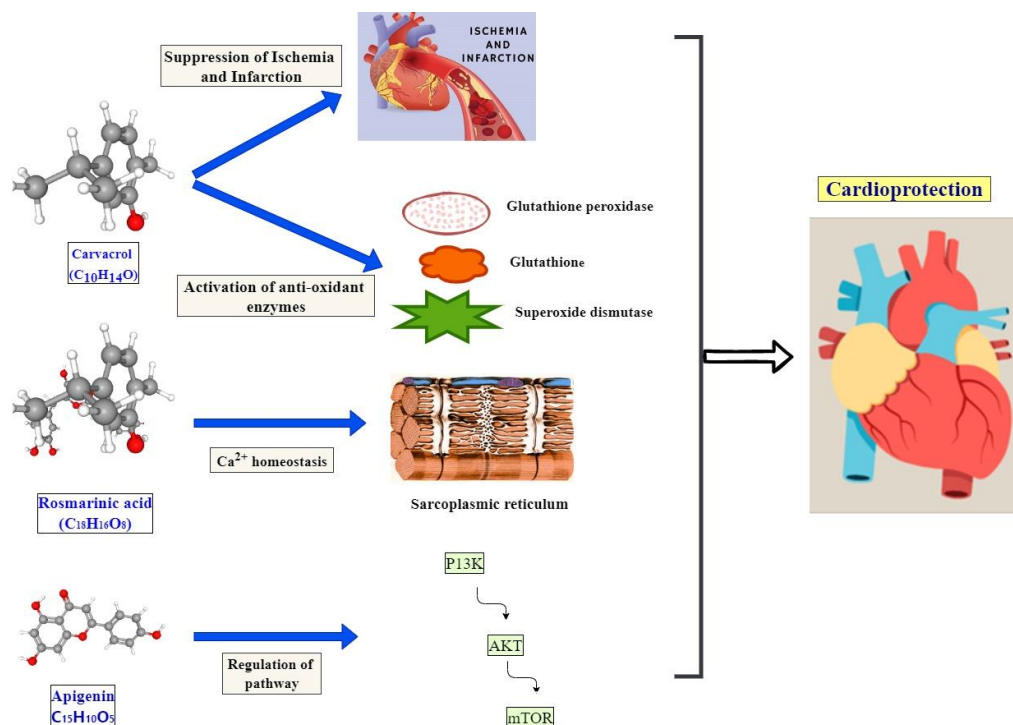 Suppression of Ischemia
and Infarction
ISCHEMIA
AND
INFARCTION
Carvacrol
(C₁₀H₁₄O)
Activation of anti-oxidant
enzymes
Glutathione peroxidase
Glutathione
Superoxide dismutase
Rosmarinic acid
(C₁₈H₁₆O₈)
Ca²⁺ homeostasis
Sarcoplasmic reticulum
Apigenin
C₁₅H₁₀O₅
Regulation of
pathway
P13K
AKT
mTOR
Cardioprotection